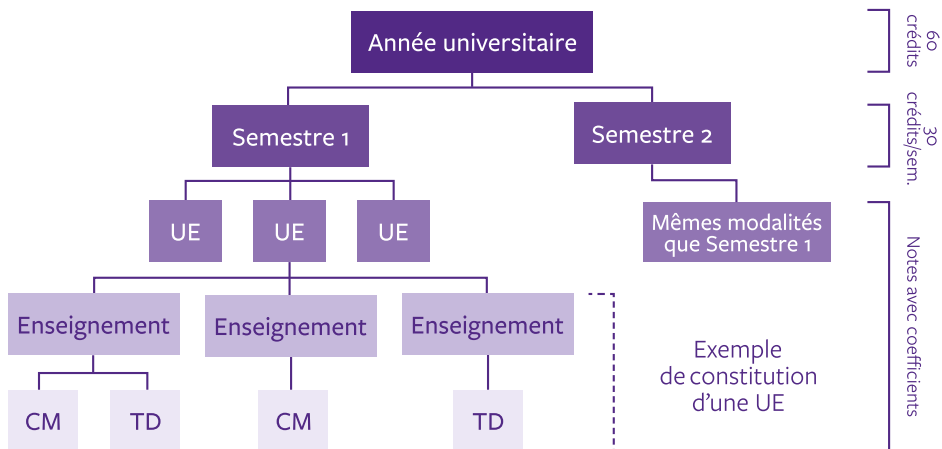 Année universitaire
60
crédits
Semestre 1
Semestre 2
30
crédits/sem.
UE
UE
UE
Mêmes modalités
que Semestre 1
Notes avec coefficients
Enseignement
Enseignement
Enseignement
Exemple
de constitution
d'une UE
CM
TD
CM
TD